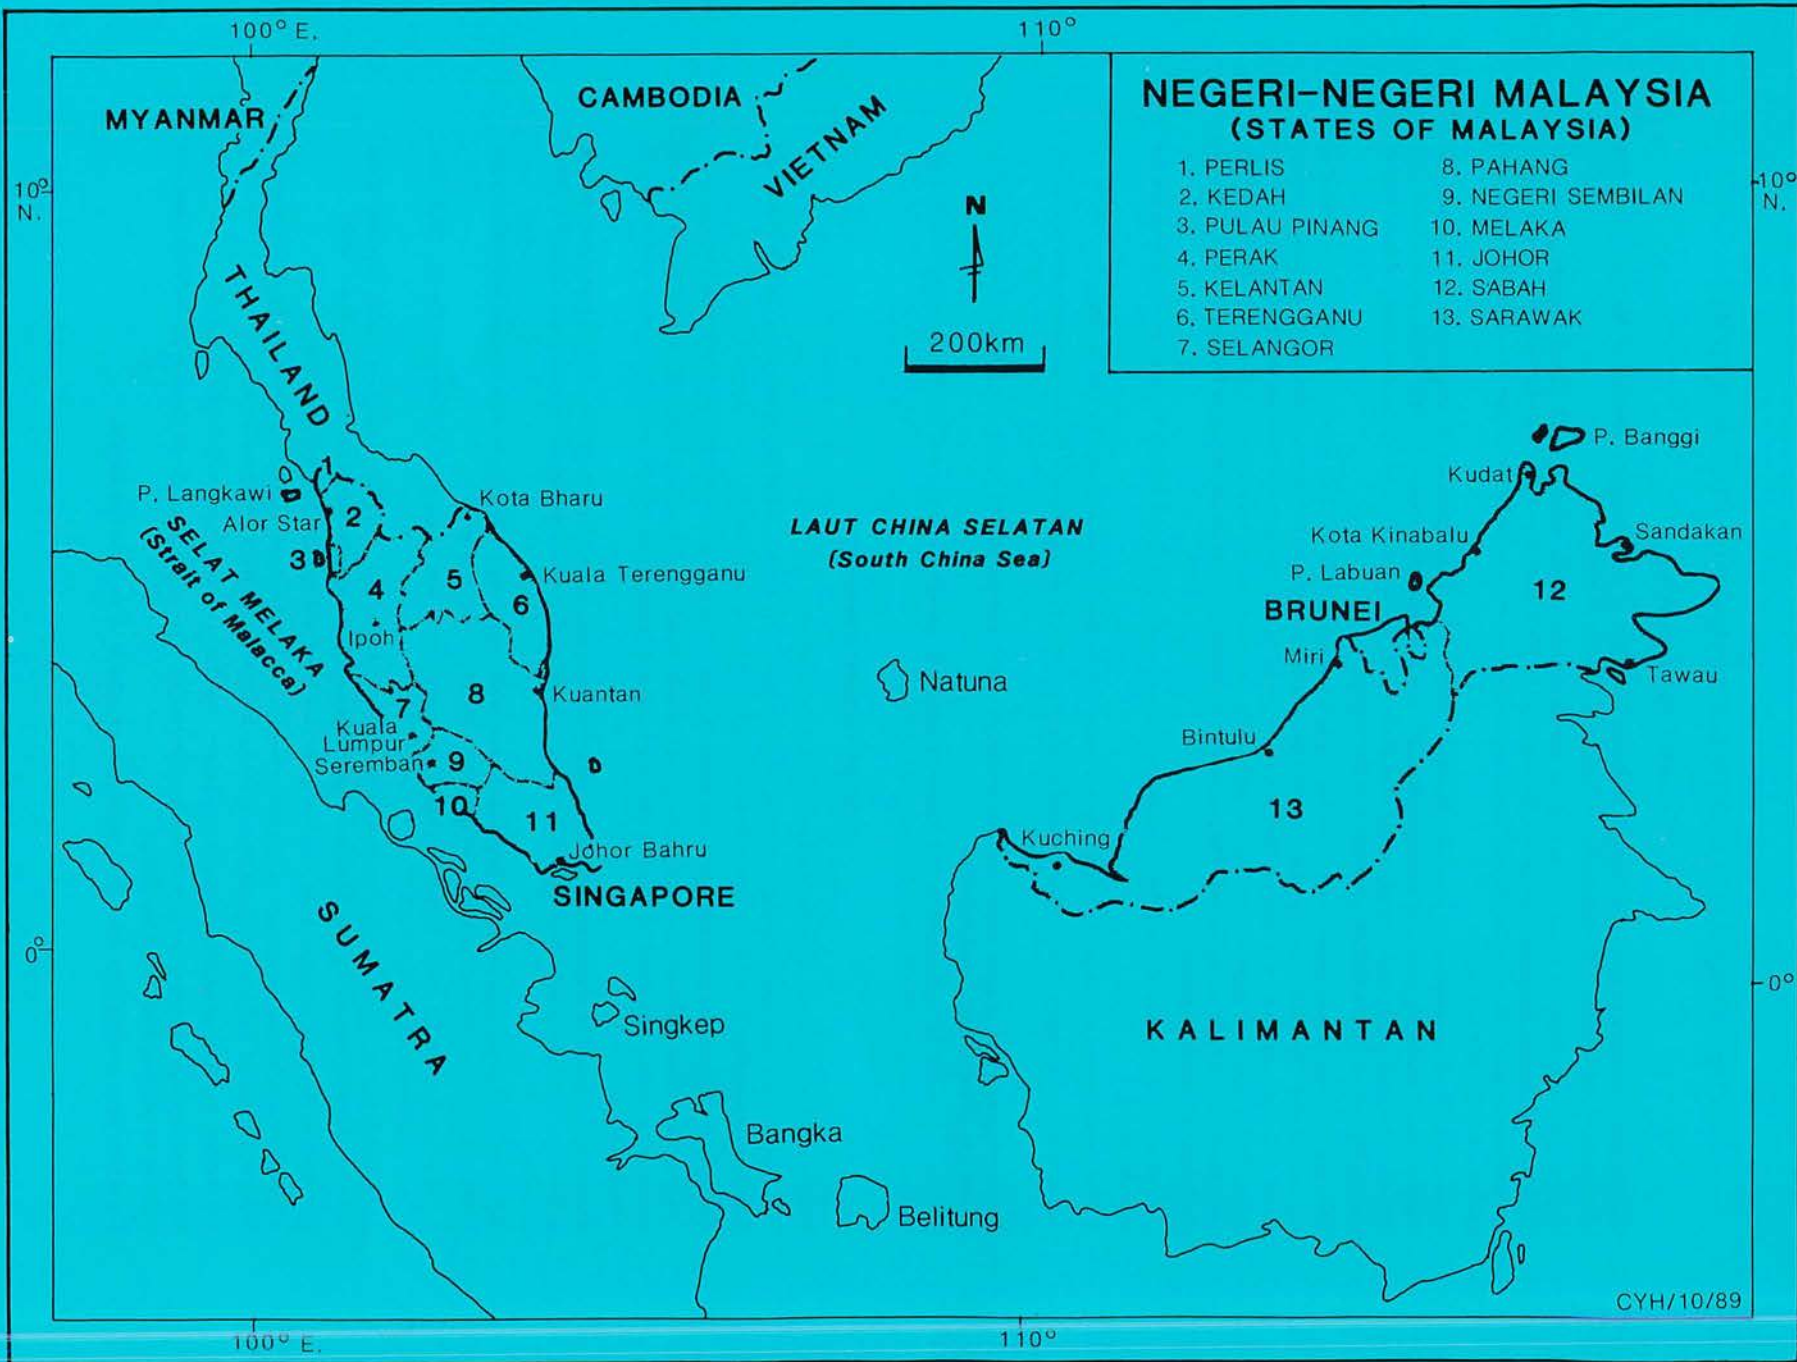 100° E.
110°
NEGERI-NEGERI MALAYSIA
(STATES OF MALAYSIA)
1. PERLIS
2. KEDAH
3. PULAU PINANG
4. PERAK
5. KELANTAN
6. TERENGGANU
7. SELANGOR
8. PAHANG
9. NEGERI SEMBILAN
10. MELAKA
11. JOHOR
12. SABAH
13. SARAWAK
MYANMAR
CAMBODIA
VIETNAM
10°
N.
10°
N.
N
200km
THAILAND
P. Banggi
Kudat
1
P. Langkawi
Kota Bharu
Alor Star
2
SELAT MELAKA
(Strait of Malacca)
LAUT CHINA SELATAN
(South China Sea)
Kota Kinabalu
Sandakan
3
4
5
Kuala Terengganu
6
P. Labuan
12
BRUNEI
Ipoh
Miri
Tawau
Natuna
8
Kuantan
7
Kuala
Lumpur
Seremban
9
Bintulu
10
11
13
Kuching
Johor Bahru
SINGAPORE
SUMATRA
0°
0°
Singkep
KALIMANTAN
Bangka
Belitung
CYH/10/89
100° E.
110°